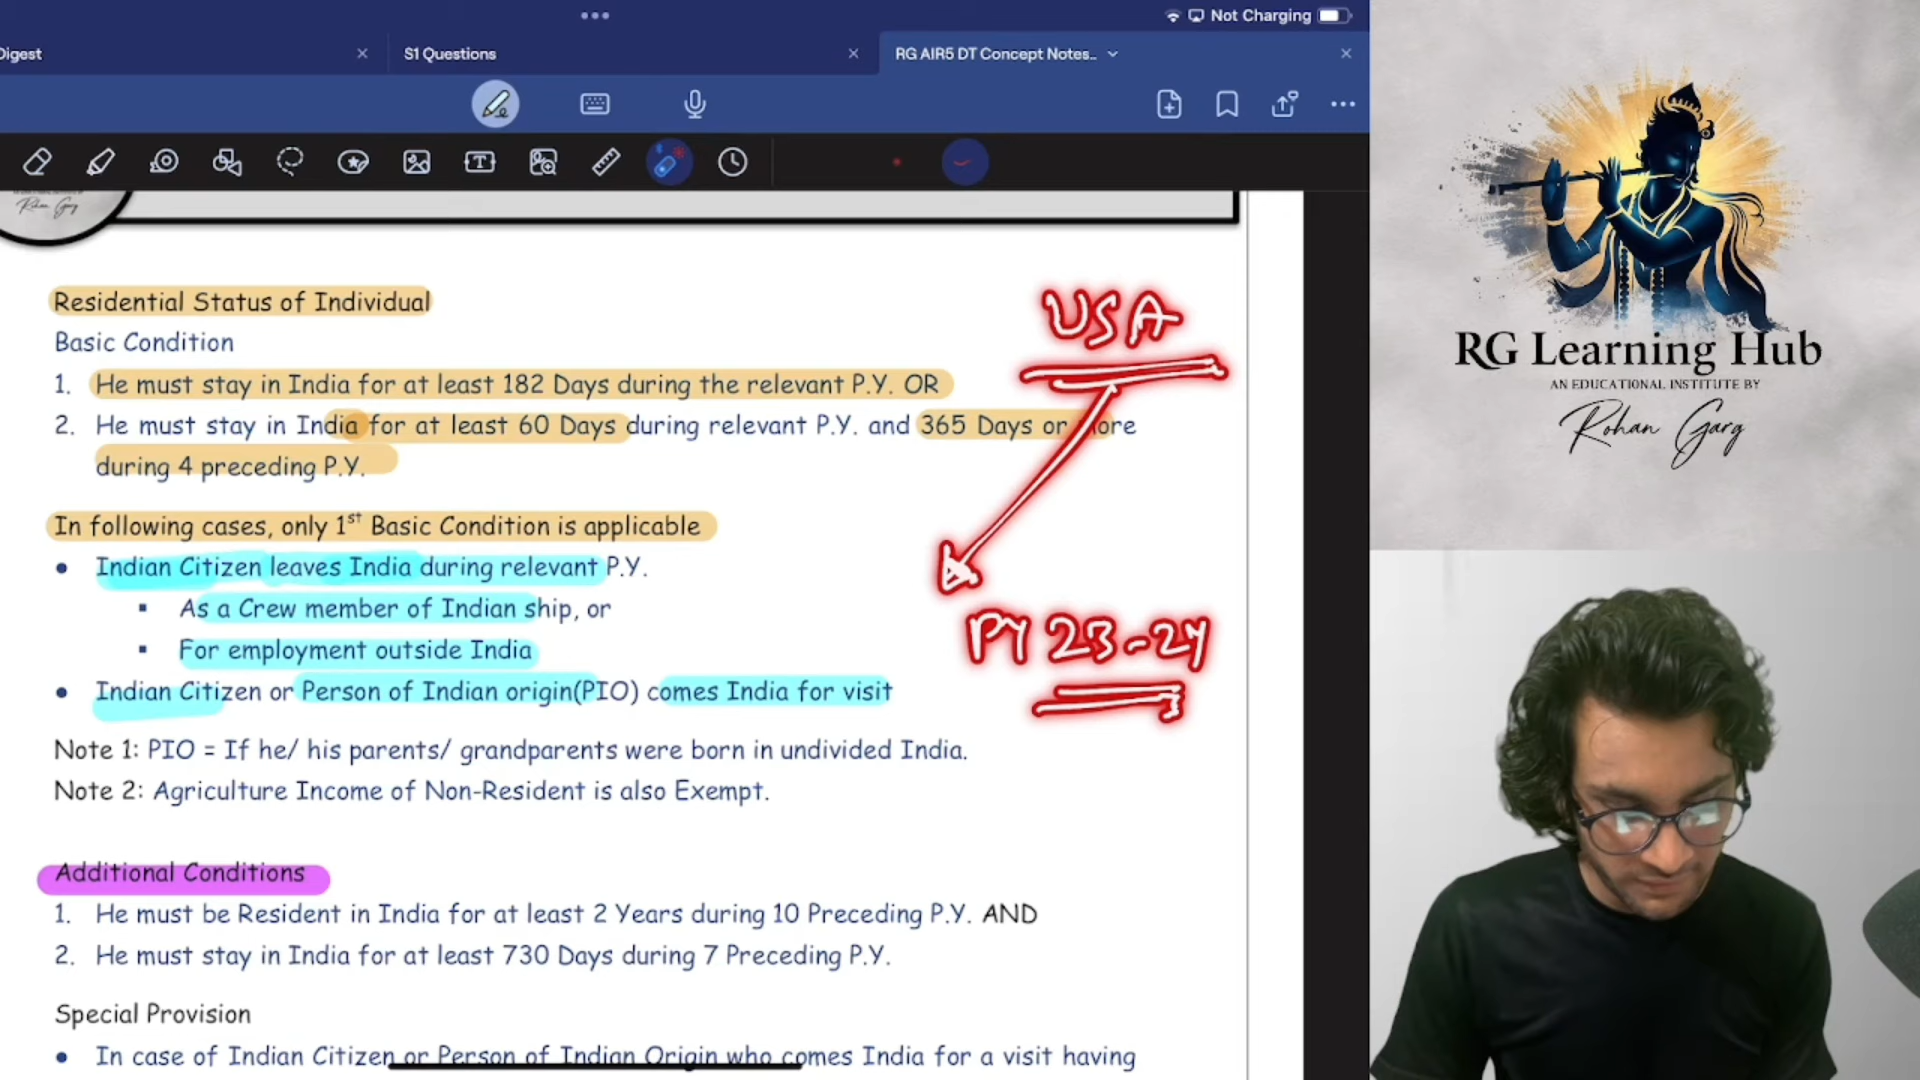 Not Charging
Digest
S1 Questions
RG AIR5 DT Concept Notes..
Rohan Garg
Residential Status of Individual
Basic Condition
1. He must stay in India for at least 182 Days during the relevant P.Y. OR
2. He must stay in India for at least 60 Days during relevant P.Y. and 365 Days or more
during 4 preceding P.Y.
In following cases, only 1st Basic Condition is applicable
• Indian Citizen leaves India during relevant P.Y.
▪ As a Crew member of Indian ship, or
▪ For employment outside India
• Indian Citizen or Person of Indian origin(PIO) comes India for visit
Note 1: PIO = If he/ his parents/ grandparents were born in undivided India.
Note 2: Agriculture Income of Non-Resident is also Exempt.
Additional Conditions
1. He must be Resident in India for at least 2 Years during 10 Preceding P.Y. AND
2. He must stay in India for at least 730 Days during 7 Preceding P.Y.
Special Provision
• In case of Indian Citizen or Person of Indian Origin who comes India for a visit having
USA
PY 23-24
RG Learning Hub
AN EDUCATIONAL INSTITUTE BY
Rohan Garg